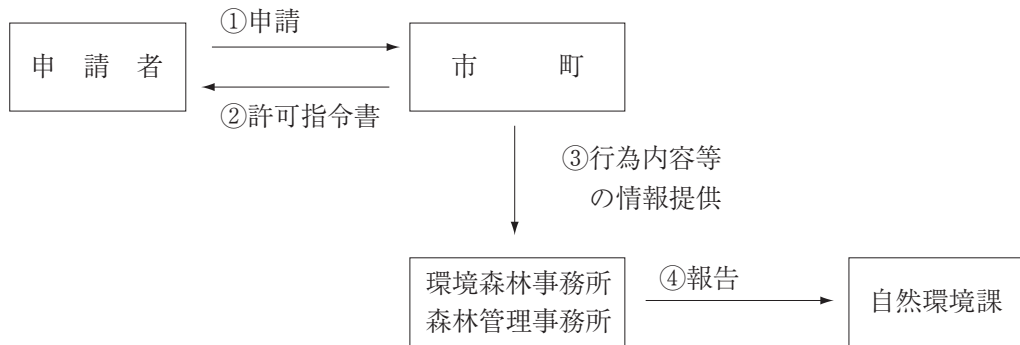 ①申請
申 請 者
市 町
②許可指令書
③行為内容等
の情報提供
環境森林事務所
森林管理事務所
④報告
自然環境課